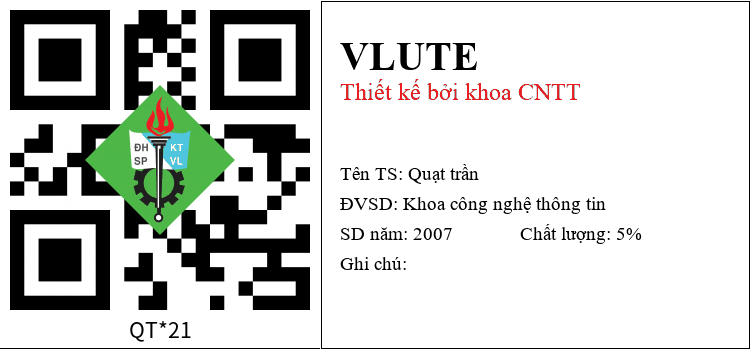 ĐH KT
SP VL
QT*21
VLUTE
Thiết kế bởi khoa CNTT
Tên TS: Quạt trần
ĐVSD: Khoa công nghệ thông tin
SD năm: 2007 Chất lượng: 5%
Ghi chú: